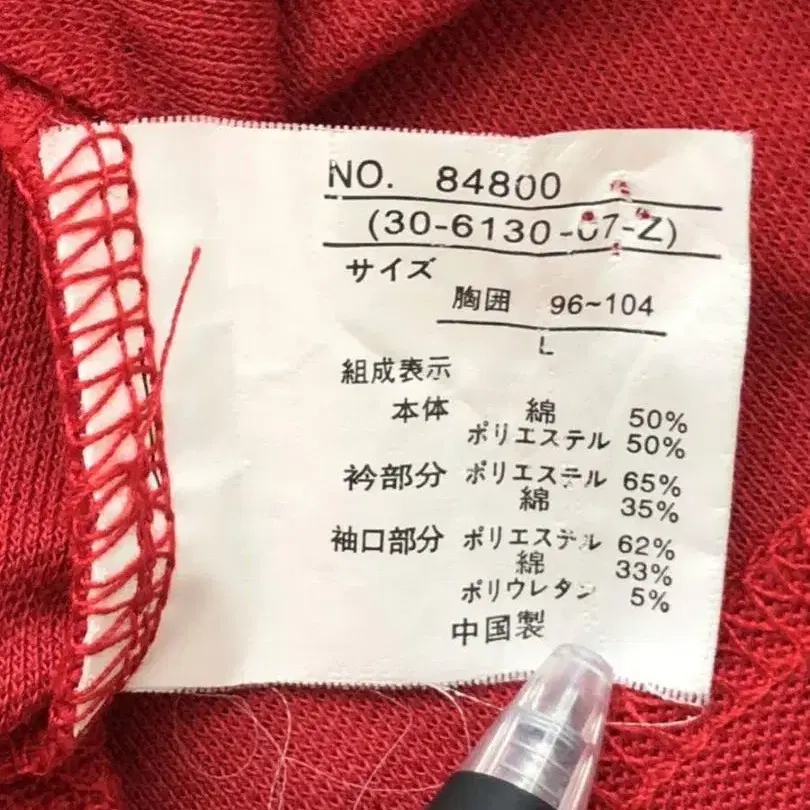 NO. 84800
(30-6130-07-Z)
サイズ
胸囲 96~104
L
組成表示
本体 綿 50%
ポリエステル 50%
衿部分 ポリエステル 65%
綿 35%
袖口部分 ポリエステル 62%
綿 33%
ポリウレタン 5%
中国製